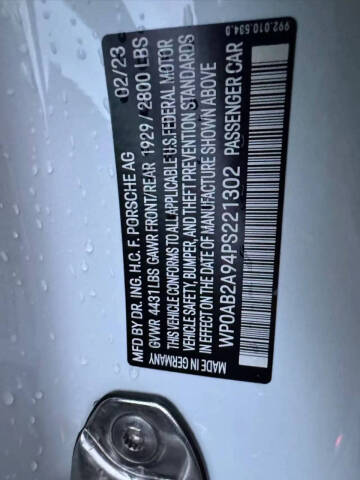 992.010.534.0
MFD BY DR. ING. H.C. F. PORSCHE AG 02/23
GVWR 4431 LBS GAWR FRONT/REAR 1929 / 2800 LBS
THIS VEHICLE CONFORMS TO ALL APPLICABLE U.S. FEDERAL MOTOR
VEHICLE SAFETY, BUMPER, AND THEFT PREVENTION STANDARDS
IN EFFECT ON THE DATE OF MANUFACTURE SHOWN ABOVE
WP0AB2A94PS221302 PASSENGER CAR
MADE IN GERMANY